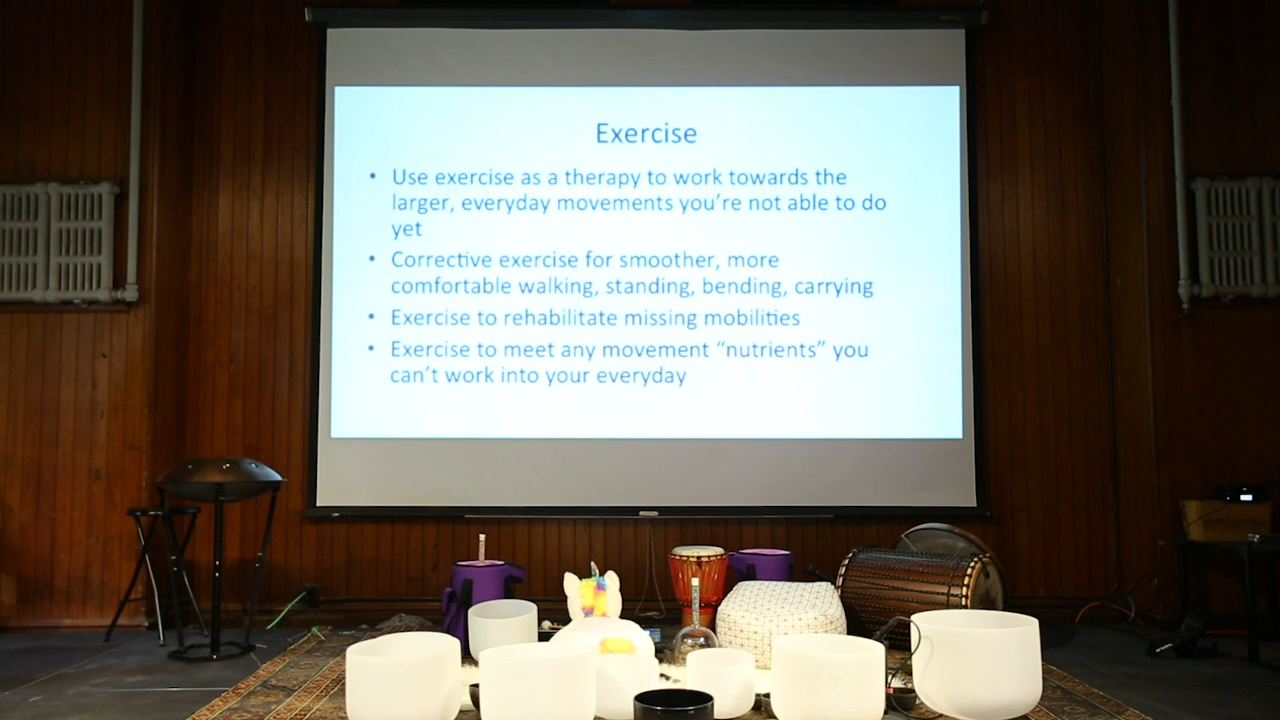 Exercise
• Use exercise as a therapy to work towards the
larger, everyday movements you’re not able to do
yet
• Corrective exercise for smoother, more
comfortable walking, standing, bending, carrying
• Exercise to rehabilitate missing mobilities
• Exercise to meet any movement “nutrients” you
can’t work into your everyday